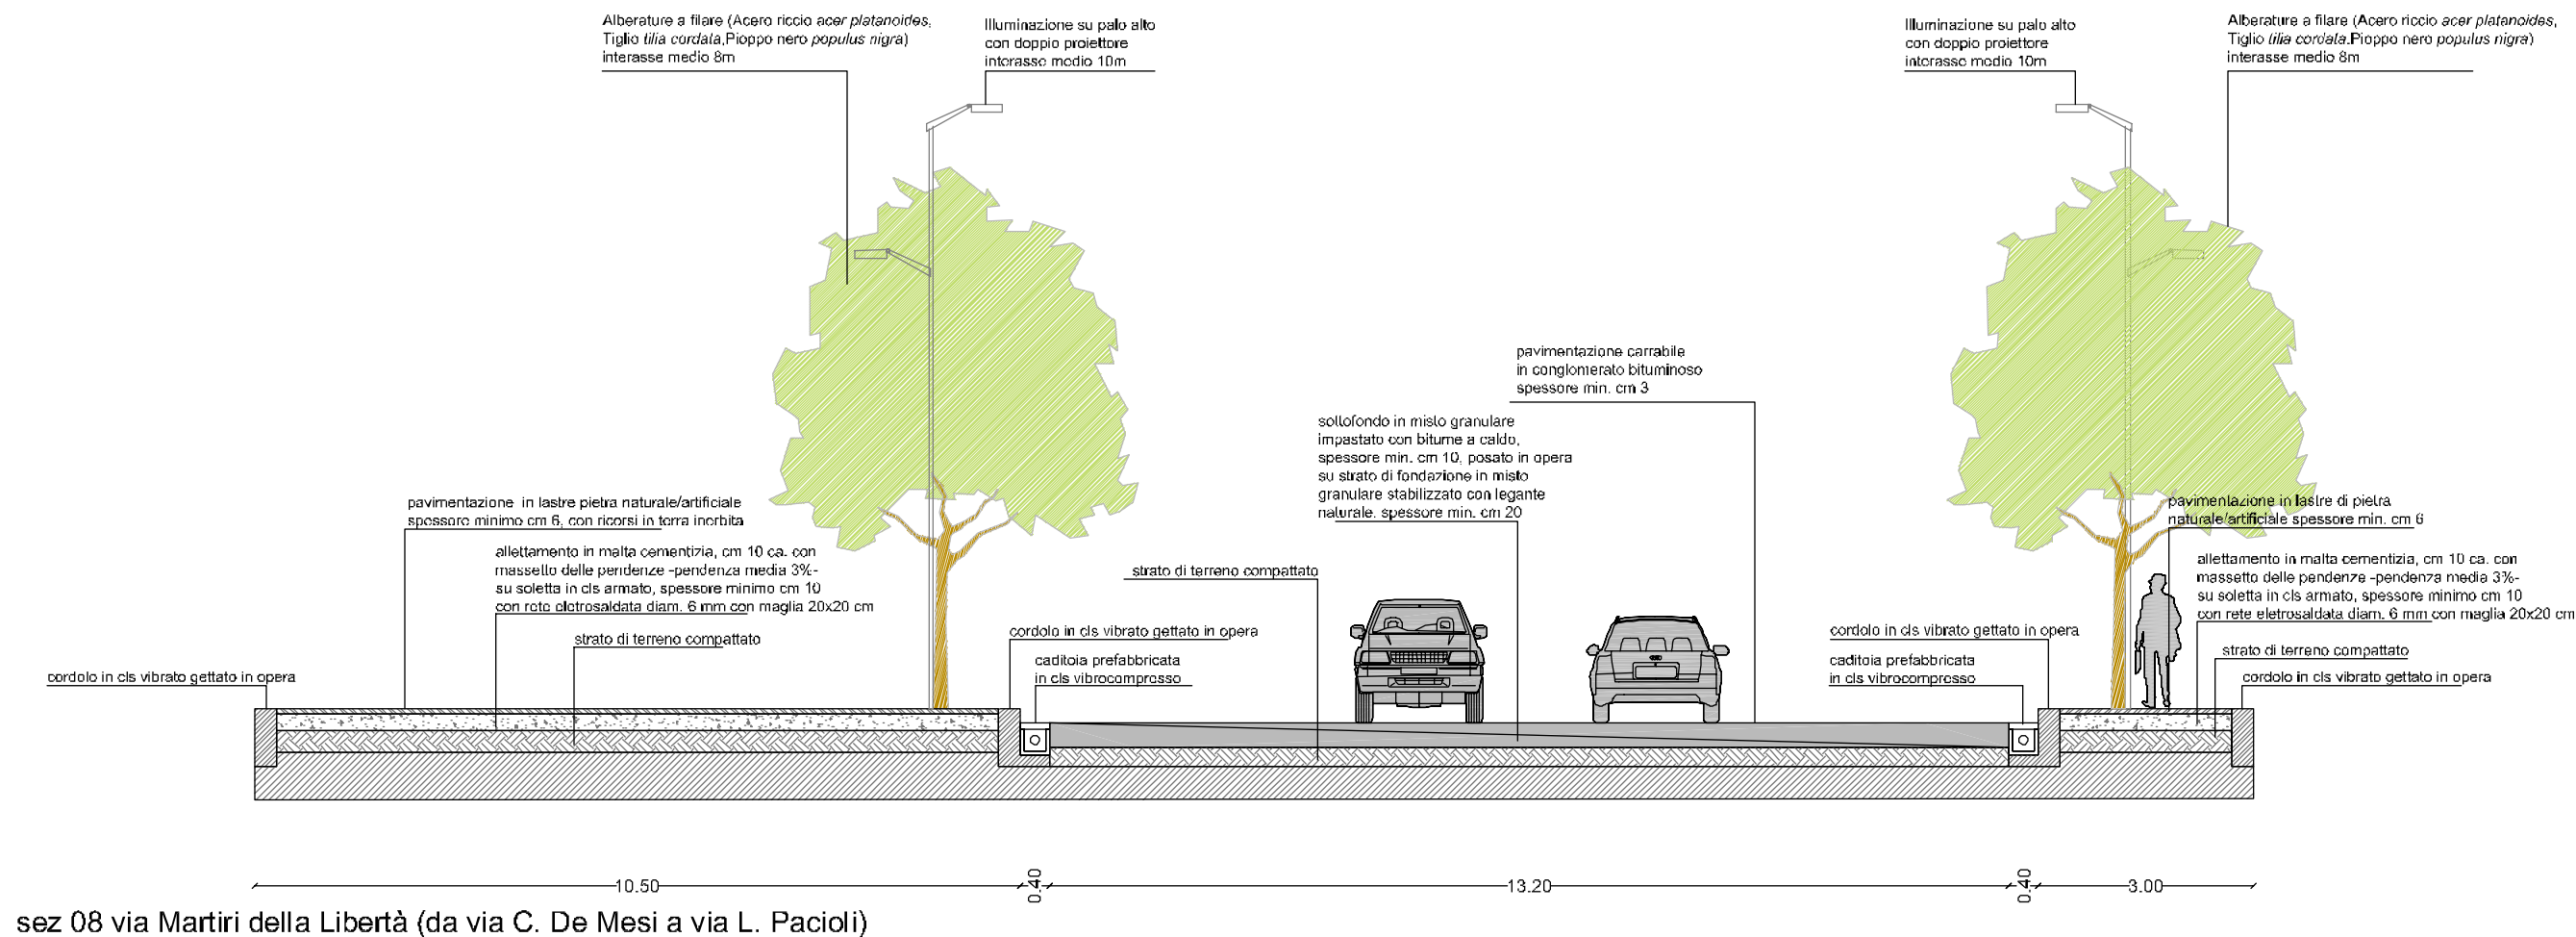 Alberature a filare (Acero riccio acer platanoides,
Tiglio tilia cordata,Pioppo nero populus nigra)
interasse medio 8m
Illuminazione su palo alto
con doppio proiettore
interasse medio 10m
Illuminazione su palo alto
con doppio proiettore
interasse medio 10m
Alberature a filare (Acero riccio acer platanoides,
Tiglio tilia cordata,Pioppo nero populus nigra)
interasse medio 8m
pavimentazione carrabile
in conglomerato bituminoso
spessore min. cm 3
sottofondo in misto granulare
impastato con bitume a caldo,
spessore min. cm 10, posato in opera
su strato di fondazione in misto
granulare stabilizzato con legante
naturale, spessore min. cm 20
pavimentazione in lastre pietra naturale/artificiale
spessore minimo cm 6, con ricorsi in terra inerbita
allettamento in malta cementizia, cm 10 ca. con
massetto delle pendenze -pendenza media 3%-
su soletta in cls armato, spessore minimo cm 10
con rete eletrosaldata diam. 6 mm con maglia 20x20 cm
strato di terreno compattato
cordolo in cls vibrato gettato in opera
strato di terreno compattato
cordolo in cls vibrato gettato in opera
caditoia prefabbricata
in cls vibrocompresso
pavimentazione in lastre di pietra
naturale/artificiale spessore min. cm 6
allettamento in malta cementizia, cm 10 ca. con
massetto delle pendenze -pendenza media 3%-
su soletta in cls armato, spessore minimo cm 10
con rete eletrosaldata diam. 6 mm con maglia 20x20 cm
cordolo in cls vibrato gettato in opera
caditoia prefabbricata
in cls vibrocompresso
strato di terreno compattato
cordolo in cls vibrato gettato in opera
10.50
0.40
13.20
0.40
3.00
sez 08 via Martiri della Libertà (da via C. De Mesi a via L. Pacioli)